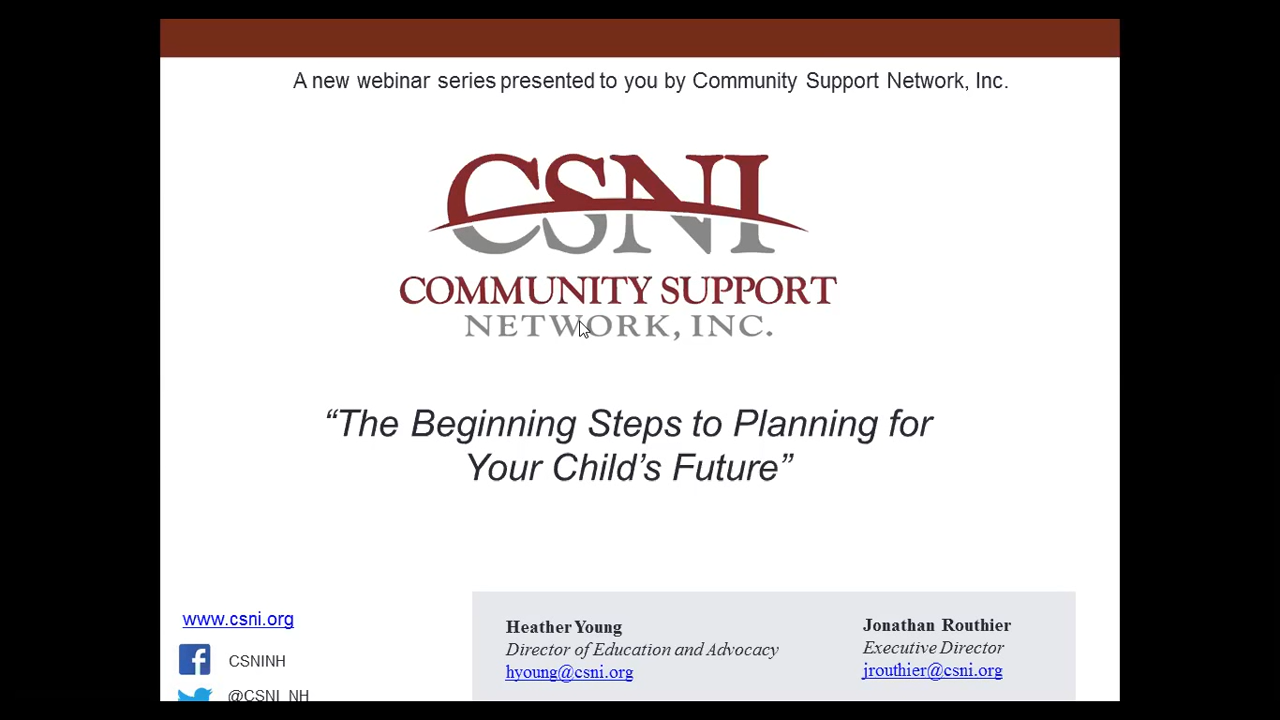 A new webinar series presented to you by Community Support Network, Inc.
CSNI
COMMUNITY SUPPORT
NETWORK, INC.
“The Beginning Steps to Planning for
Your Child’s Future”
www.csni.org
CSNINH
@CSNI_NH
Heather Young
Director of Education and Advocacy
hyoung@csni.org
Jonathan Routhier
Executive Director
jrouthier@csni.org